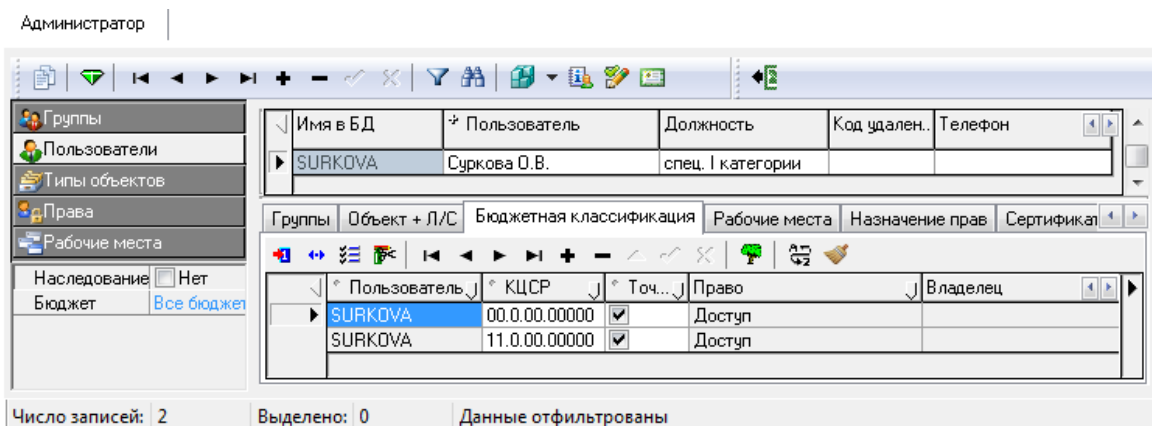 Администратор
Группы
Пользователи
Типы объектов
Права
Рабочие места
Наследование Нет
Бюджет Все бюджет
Имя в БД Пользователь Должность Код удален.. Телефон
SURKOVA Суркова О.В. спец. I категории
Группы Объект + Л/С Бюджетная классификация Рабочие места Назначение прав Сертификат
Пользователь КЦСР Точ... Право Владелец
SURKOVA 00.0.00.00000 Доступ
SURKOVA 11.0.00.00000 Доступ
Число записей: 2 Выделено: 0 Данные отфильтрованы